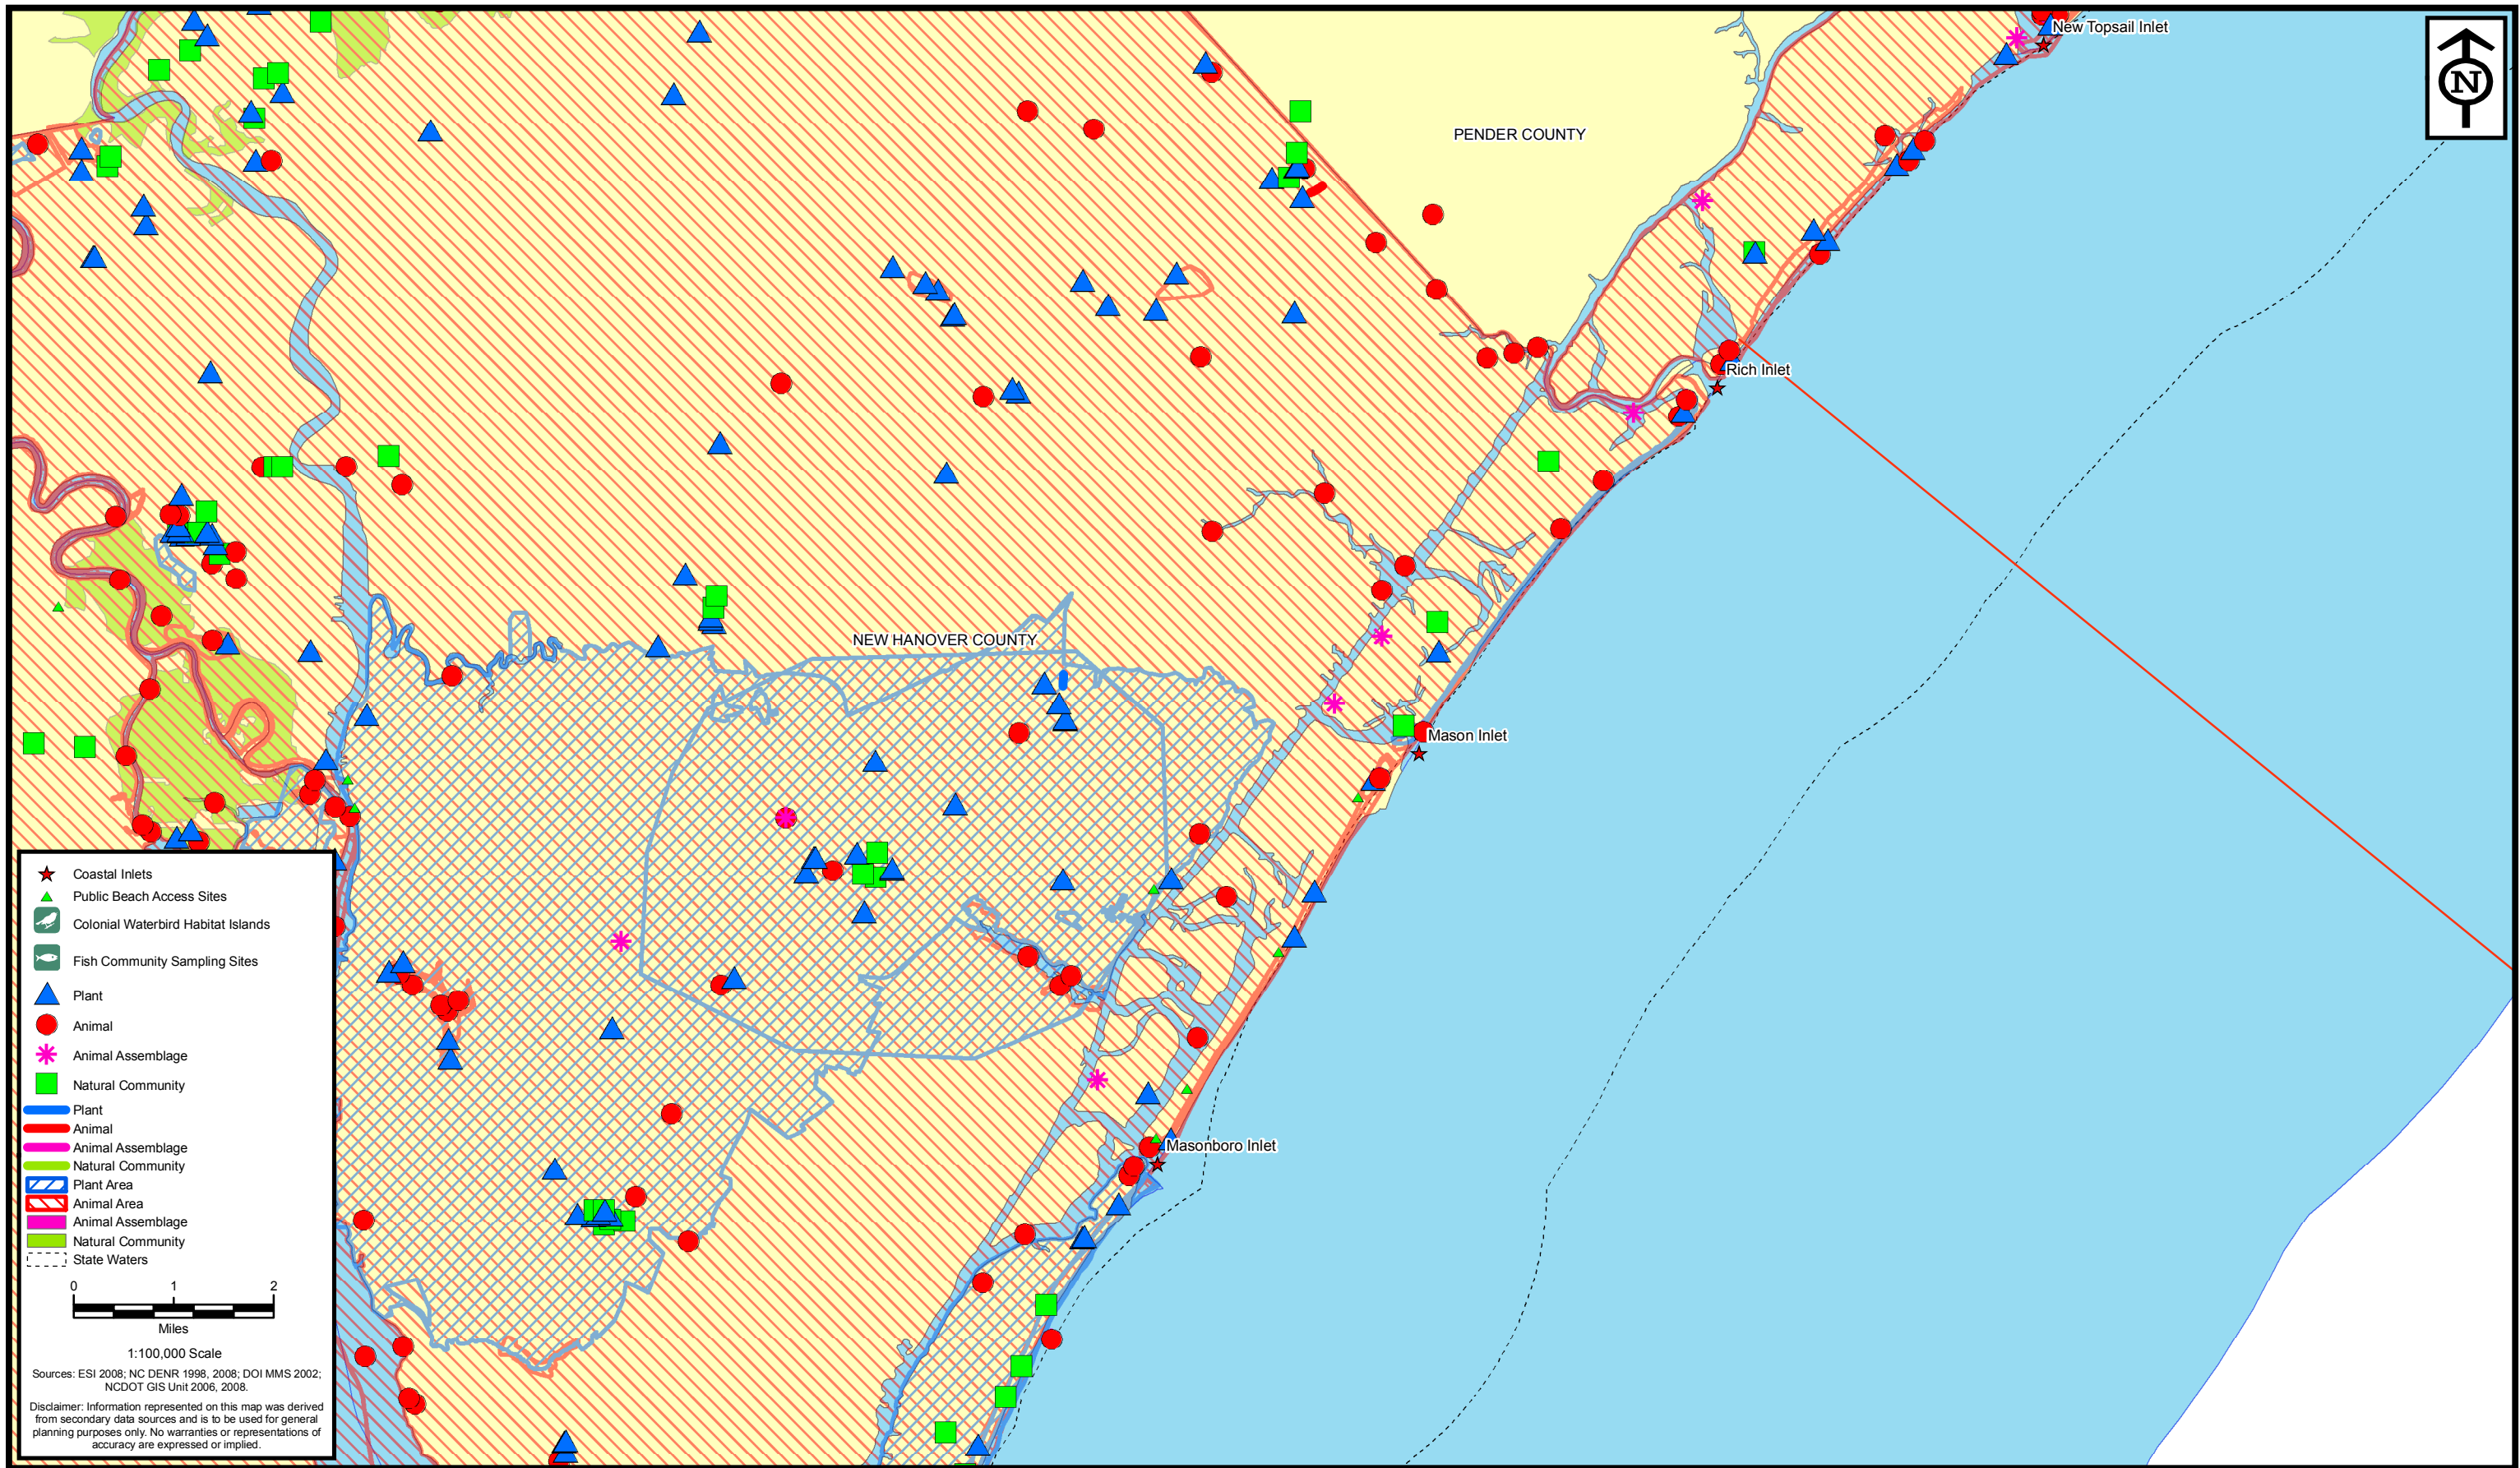 New Topsail Inlet
N
PENDER COUNTY
Rich Inlet
NEW HANOVER COUNTY
Mason Inlet
Masonboro Inlet
Coastal Inlets
Public Beach Access Sites
Colonial Waterbird Habitat Islands
Fish Community Sampling Sites
Plant
Animal
Animal Assemblage
Natural Community
Plant
Animal
Animal Assemblage
Natural Community
Plant Area
Animal Area
Animal Assemblage
Natural Community
State Waters
0 1 2
Miles
1:100,000 Scale
Sources: ESI 2008; NC DENR 1998, 2008; DOI MMS 2002;
NCDOT GIS Unit 2006, 2008.
Disclaimer: Information represented on this map was derived
from secondary data sources and is to be used for general
planning purposes only. No warranties or representations of
accuracy are expressed or implied.